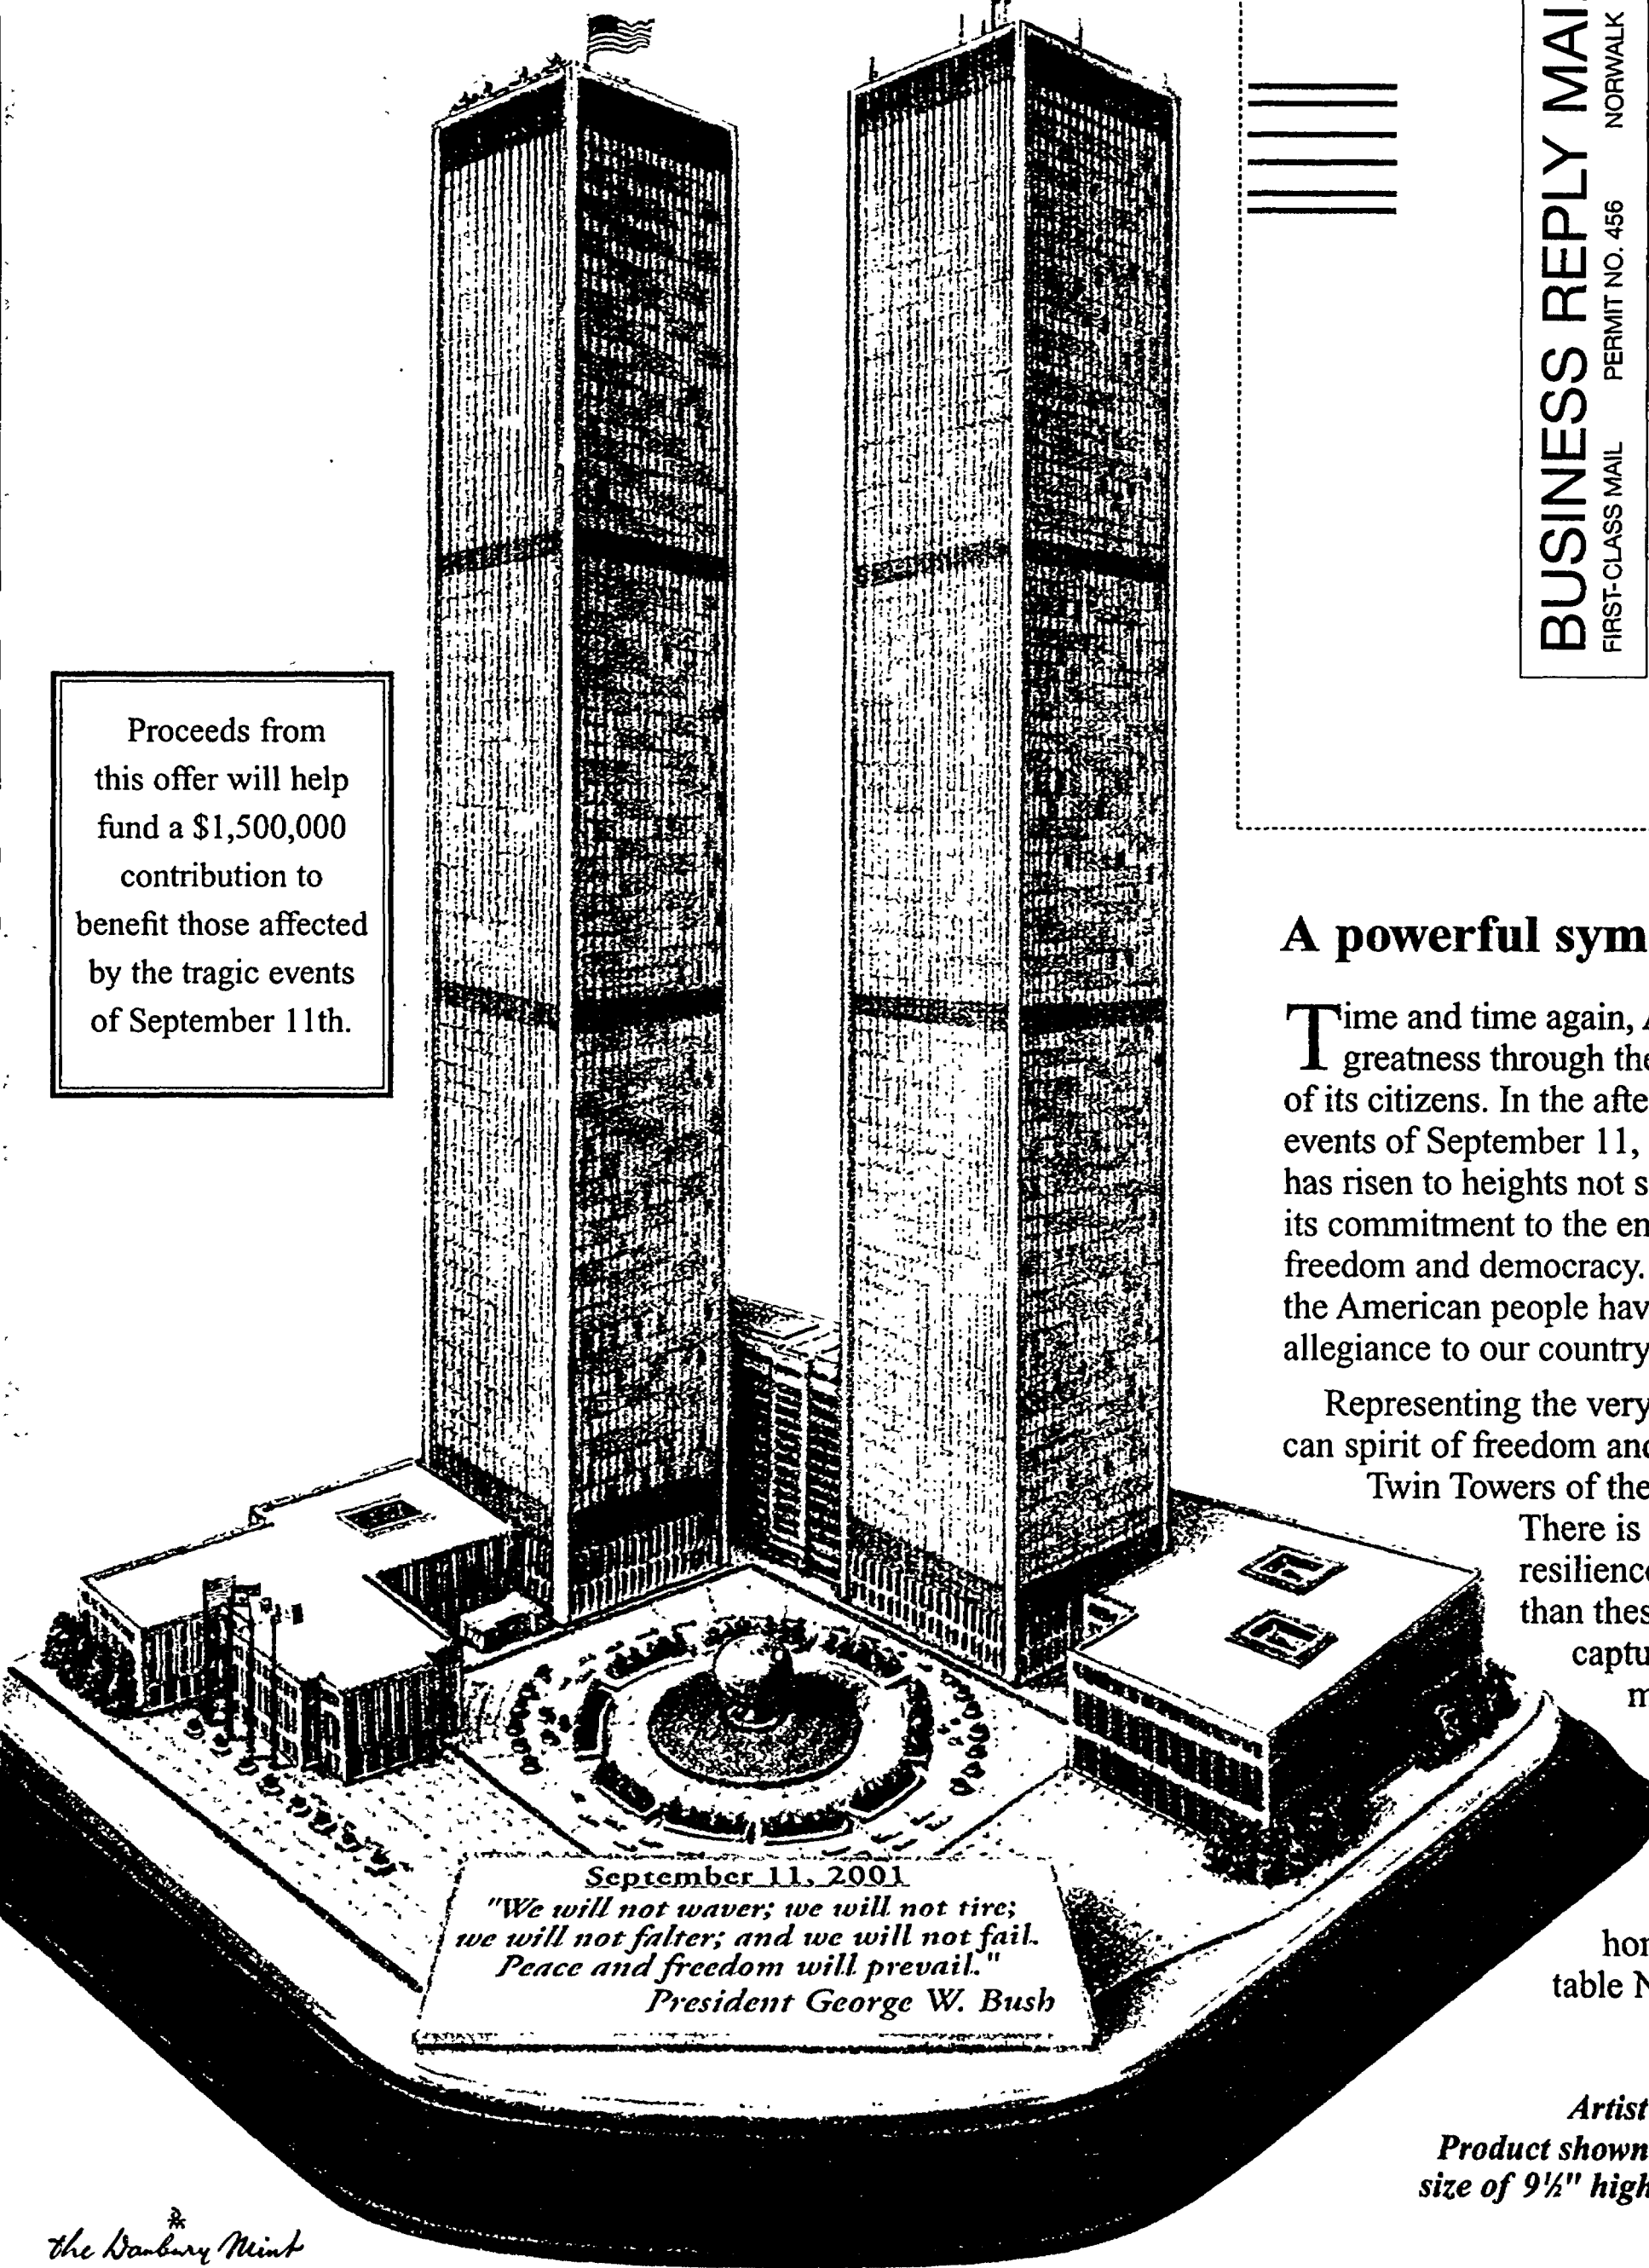 BUSINESS REPLY MAI
FIRST-CLASS MAIL PERMIT NO. 456 NORWALK
Proceeds from
this offer will help
fund a $1,500,000
contribution to
benefit those affected
by the tragic events
of September 11th.
A powerful sym
Time and time again, A
greatness through the
of its citizens. In the afte
events of September 11,
has risen to heights not s
its commitment to the en
freedom and democracy.
the American people hav
allegiance to our country
Representing the very
can spirit of freedom and
Twin Towers of the
There is
resilience
than thes
captu
m
September 11, 2001
"We will not waver; we will not tire;
we will not falter; and we will not fail.
Peace and freedom will prevail."
President George W. Bush
hon
table N
Artist
Product shown
size of 9½" high
the Danbury Mint